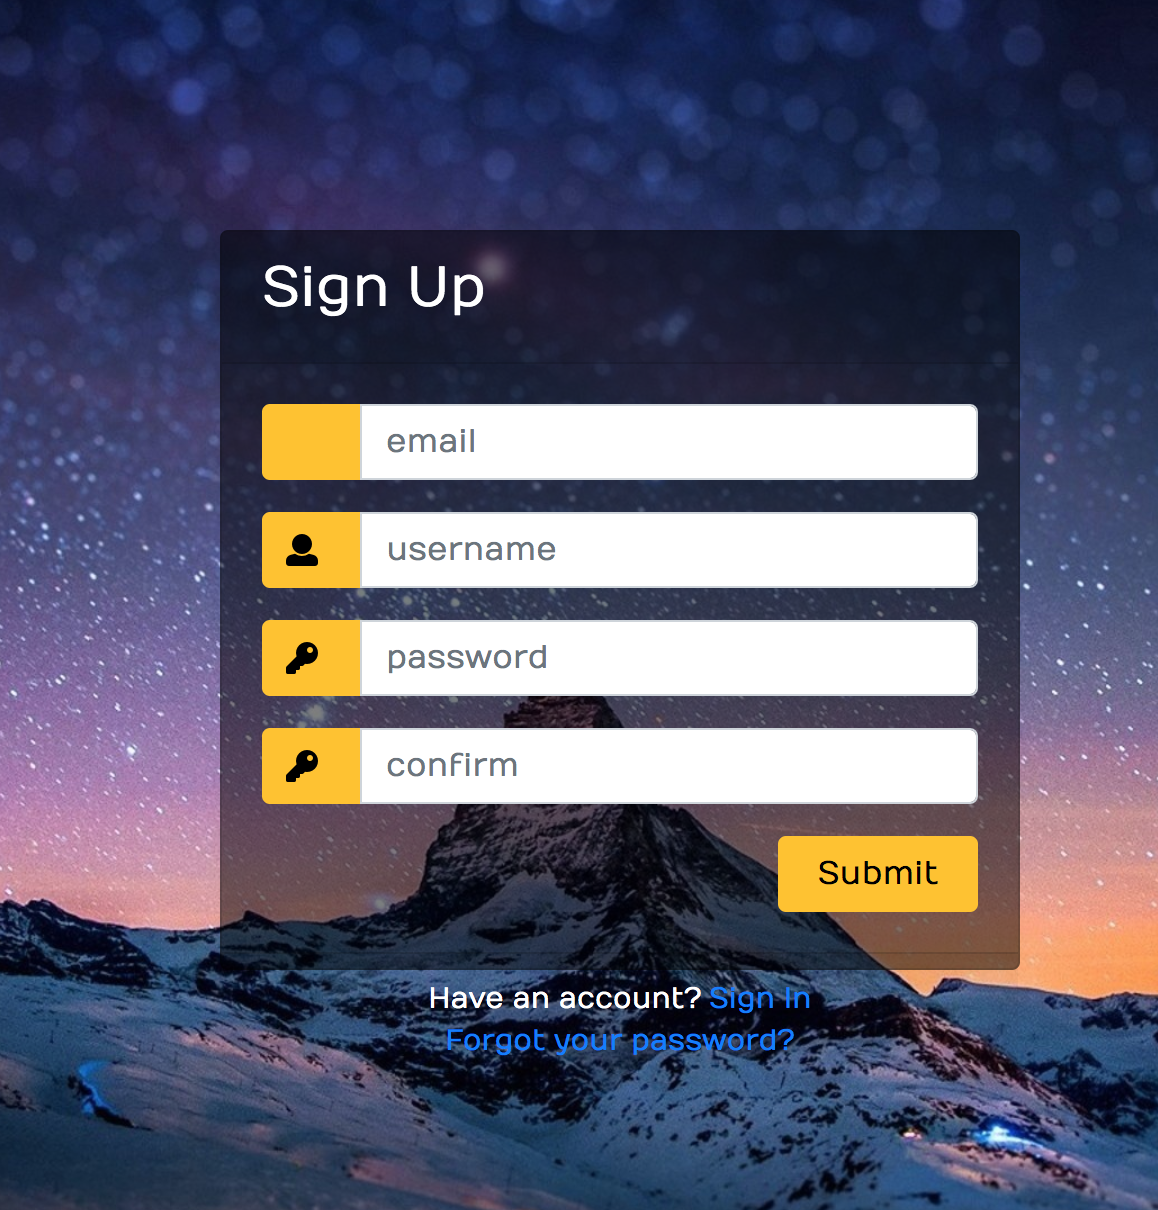 Sign Up
email
username
password
confirm
Submit
Have an account? Sign In
Forgot your password?